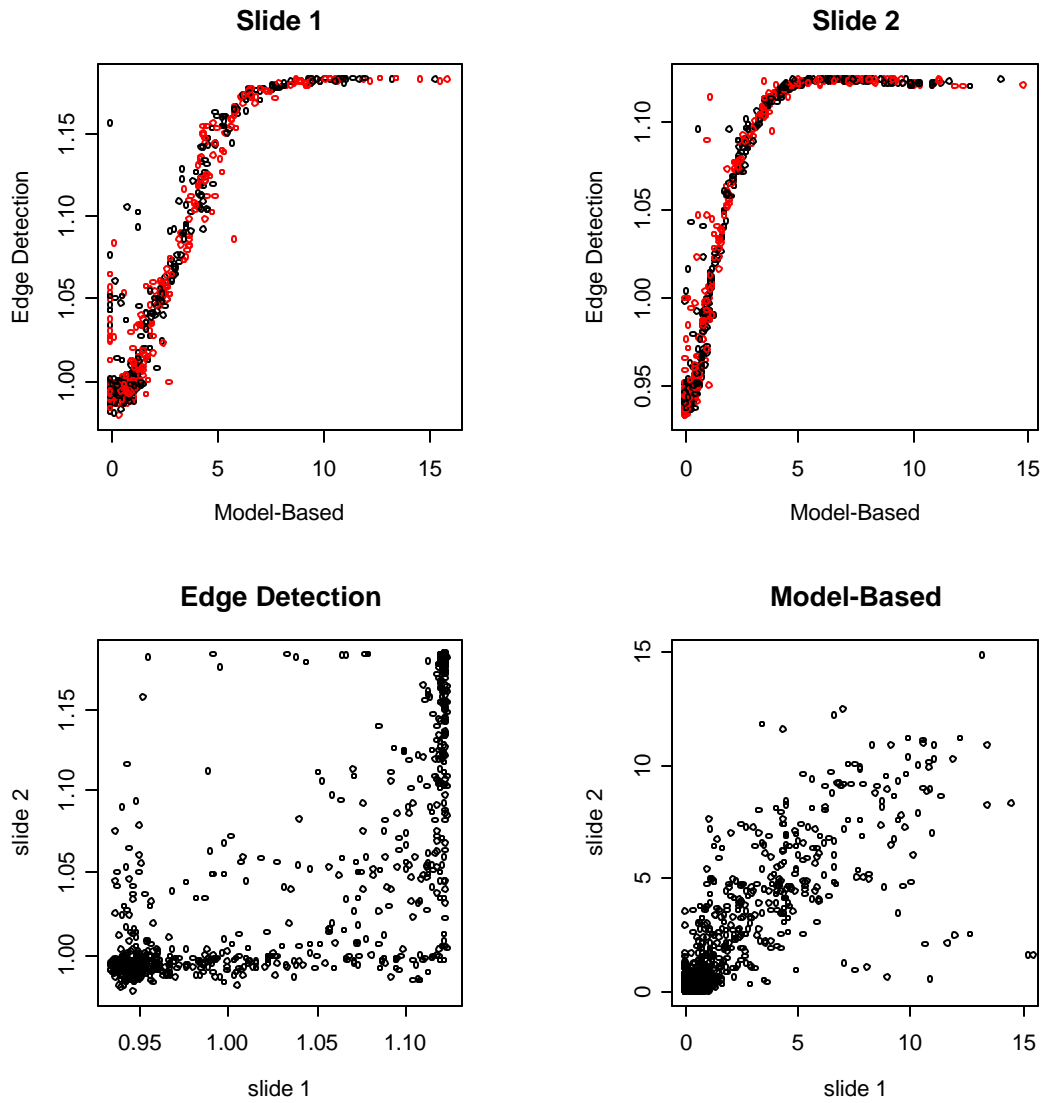 Slide 1
Edge Detection
1.00 1.05 1.10 1.15
0 5 10 15
Model-Based
Slide 2
Edge Detection
0.95 1.00 1.05 1.10
0 5 10 15
Model-Based
Edge Detection
slide 2
1.00 1.05 1.10 1.15
0.95 1.00 1.05 1.10
slide 1
Model-Based
slide 2
0 5 10 15
0 5 10 15
slide 1